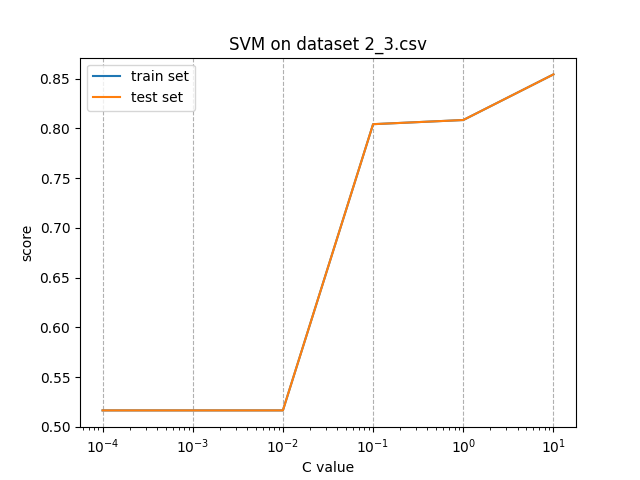 SVM on dataset 2_3.csv
train set
test set
score
0.85
0.80
0.75
0.70
0.65
0.60
0.55
0.50
10⁻⁴ 10⁻³ 10⁻² 10⁻¹ 10⁰ 10¹
C value